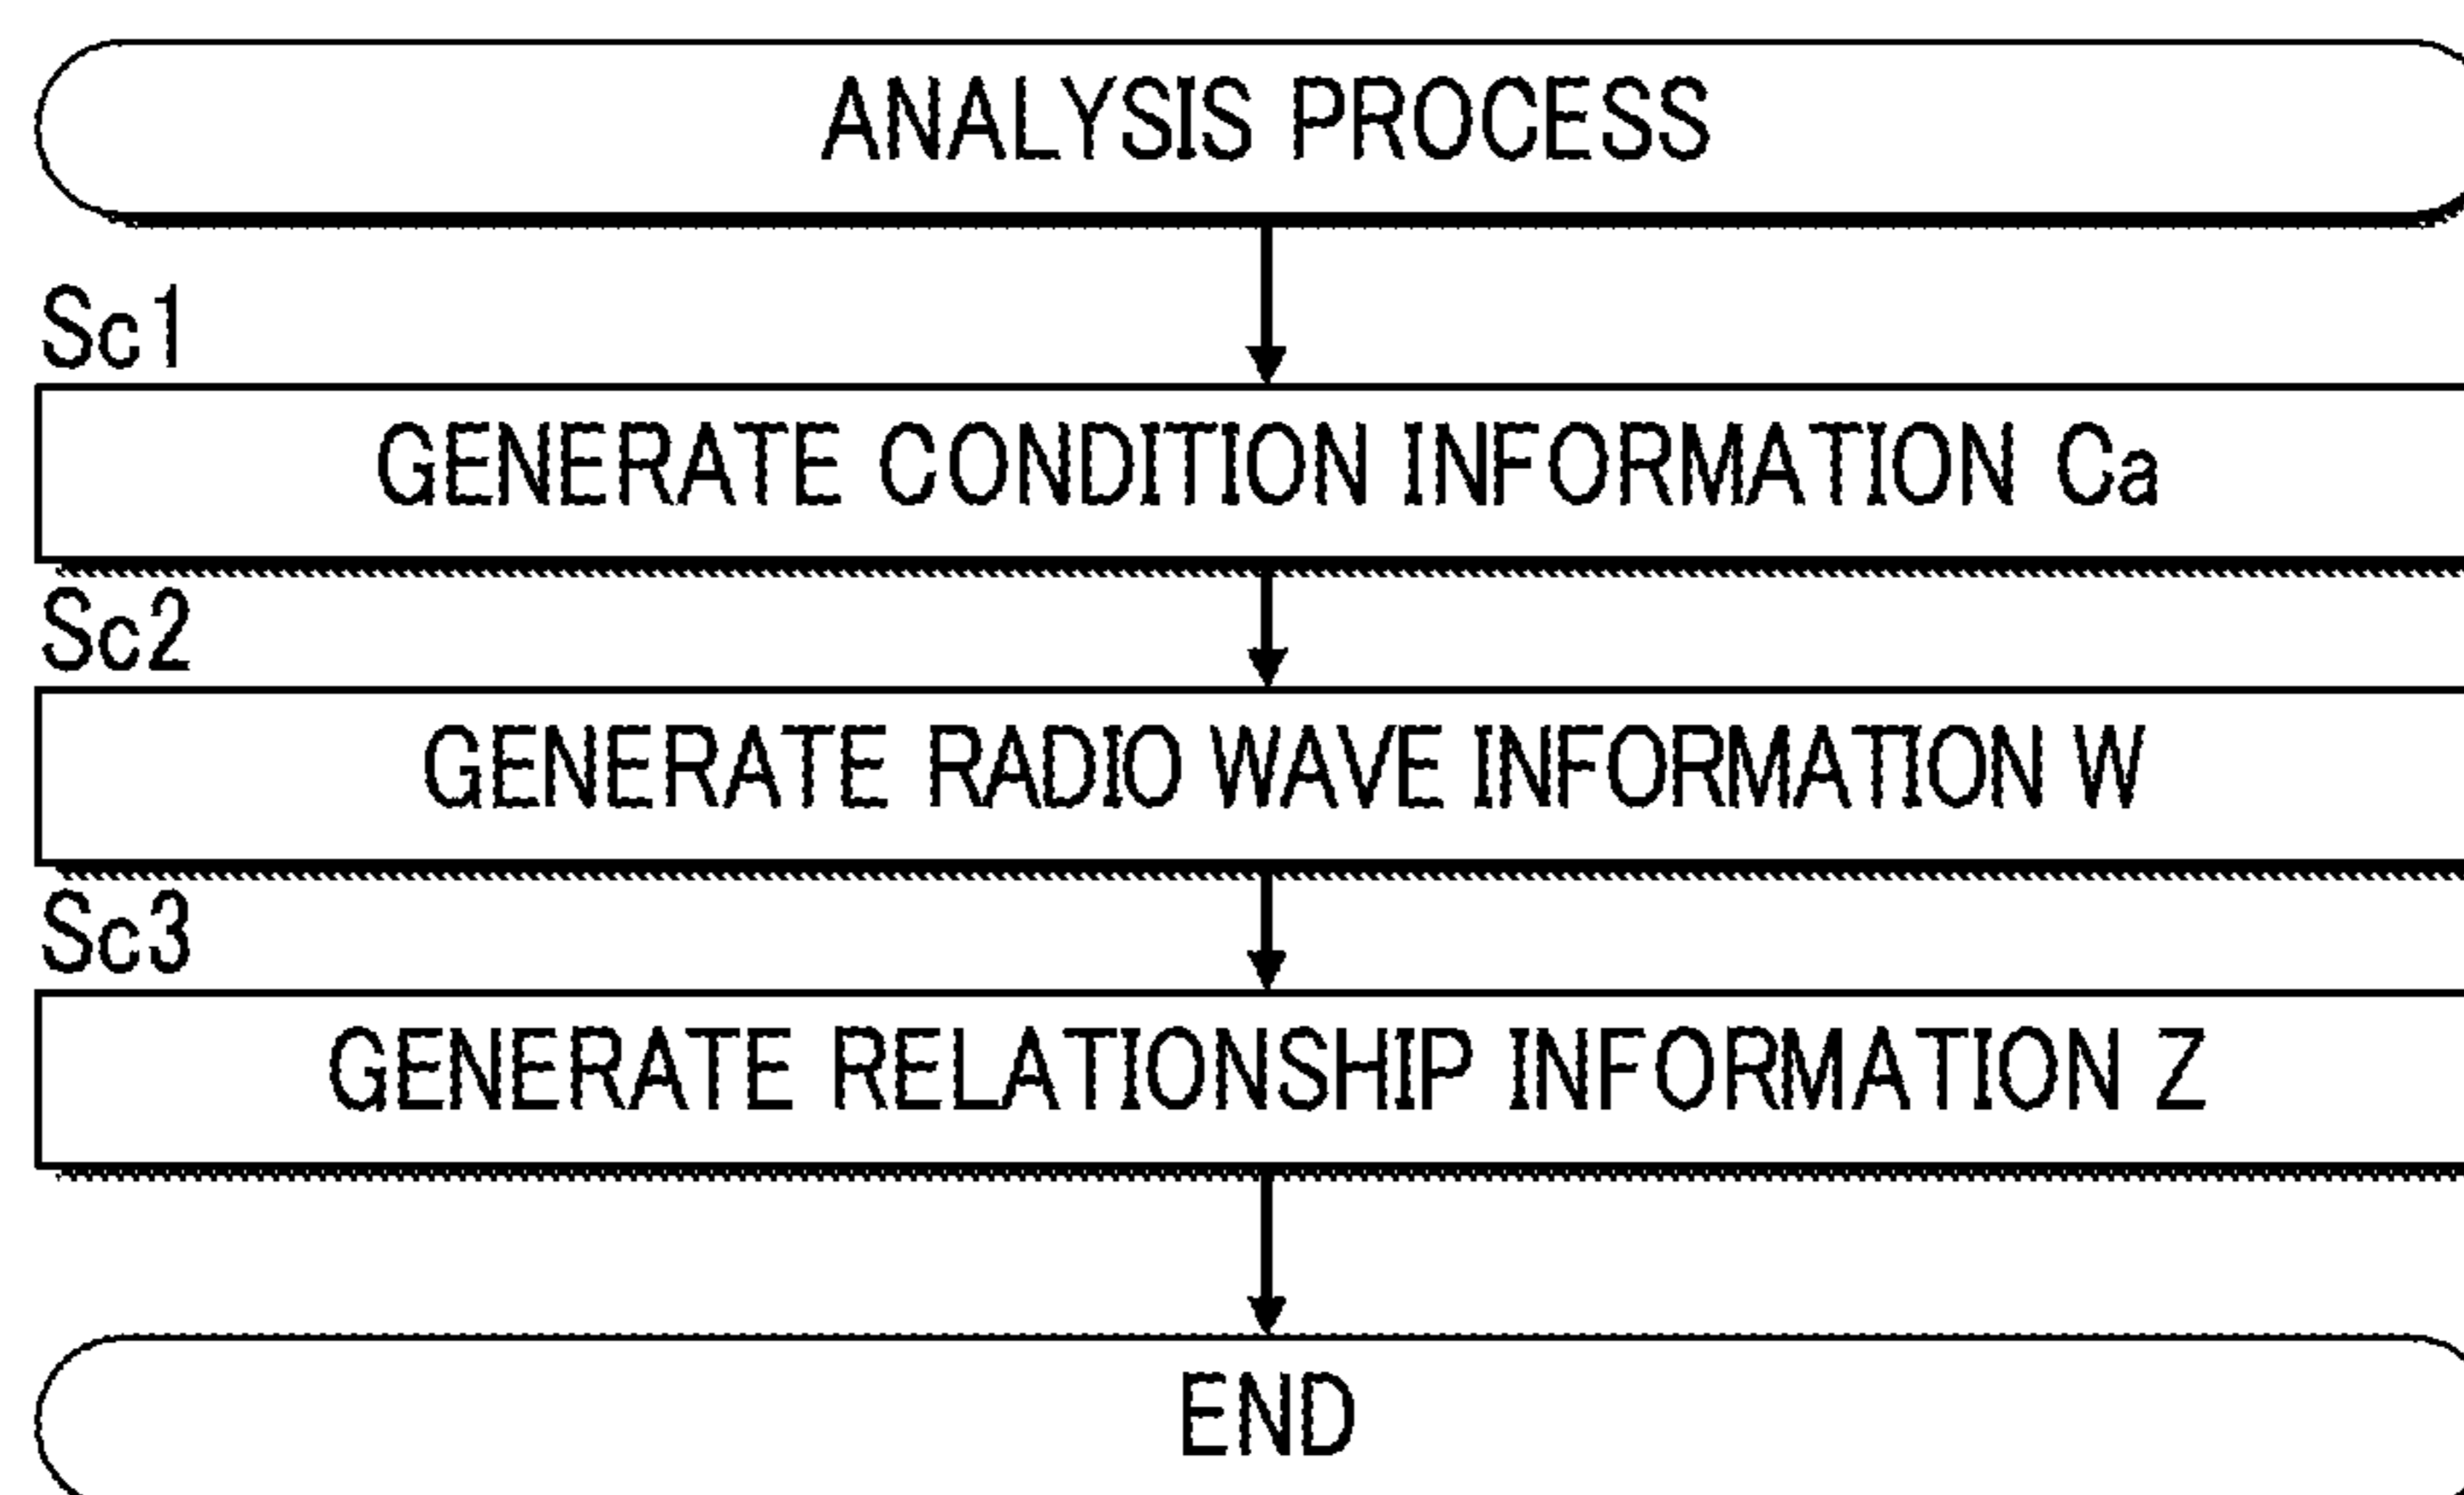 ANALYSIS PROCESS
Sc1
GENERATE CONDITION INFORMATION Ca
Sc2
GENERATE RADIO WAVE INFORMATION W
Sc3
GENERATE RELATIONSHIP INFORMATION Z
END